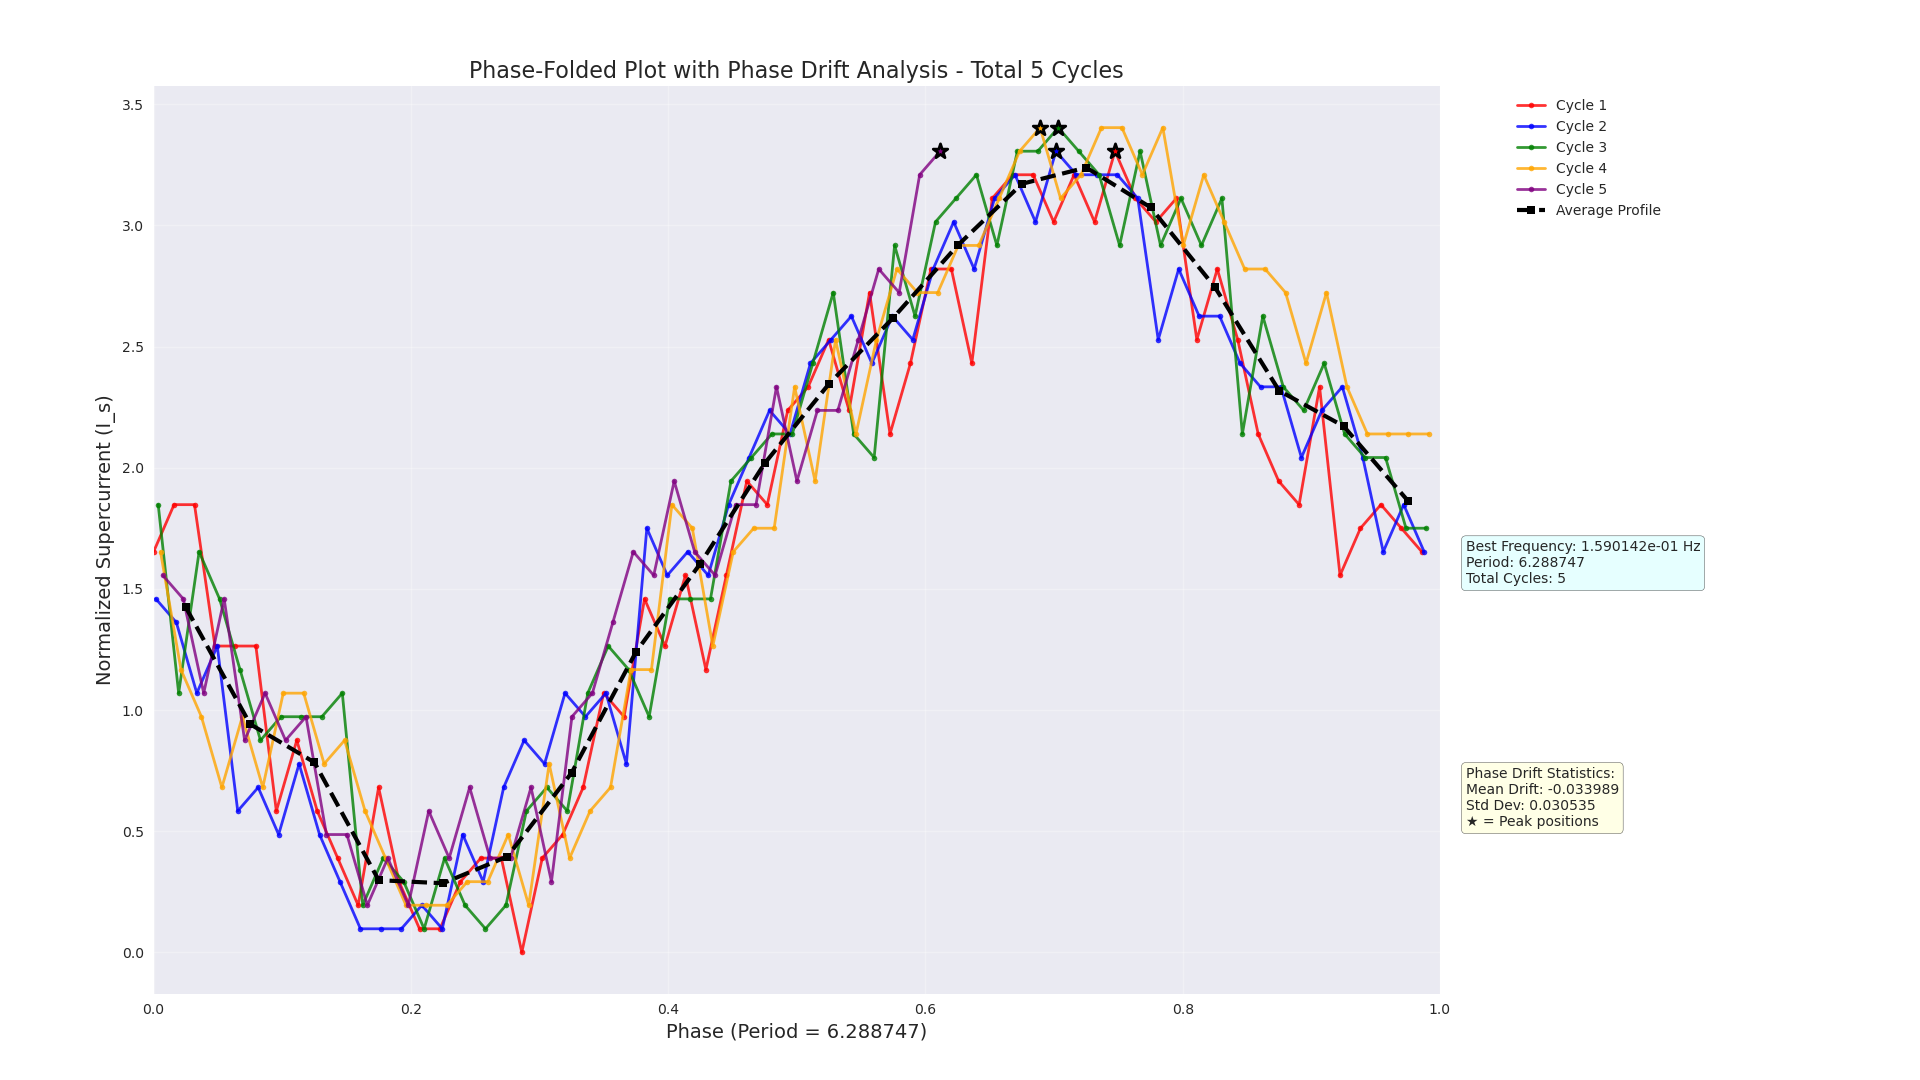 Phase-Folded Plot with Phase Drift Analysis - Total 5 Cycles
Normalized Supercurrent (I_s)
3.5
3.0
2.5
2.0
1.5
1.0
0.5
0.0
0.0
0.2
0.4
0.6
0.8
1.0
Phase (Period = 6.288747)
Cycle 1
Cycle 2
Cycle 3
Cycle 4
Cycle 5
Average Profile
Best Frequency: 1.590142e-01 Hz
Period: 6.288747
Total Cycles: 5
Phase Drift Statistics:
Mean Drift: -0.033989
Std Dev: 0.030535
★ = Peak positions